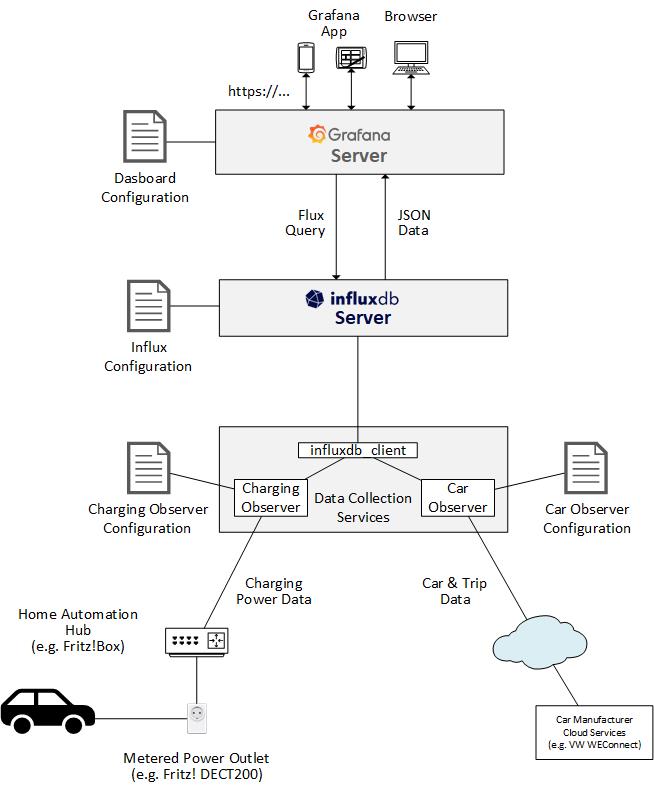 Grafana
App
Browser
https://...
Grafana
Server
Dasboard
Configuration
Flux
Query
JSON
Data
influxdb
Server
Influx
Configuration
influxdb_client
Charging
Observer
Data Collection
Services
Car
Observer
Charging Observer
Configuration
Car Observer
Configuration
Charging
Power Data
Car & Trip
Data
Home Automation
Hub
(e.g. Fritz!Box)
Car Manufacturer
Cloud Services
(e.g. VW WEConnect)
Metered Power Outlet
(e.g. Fritz! DECT200)